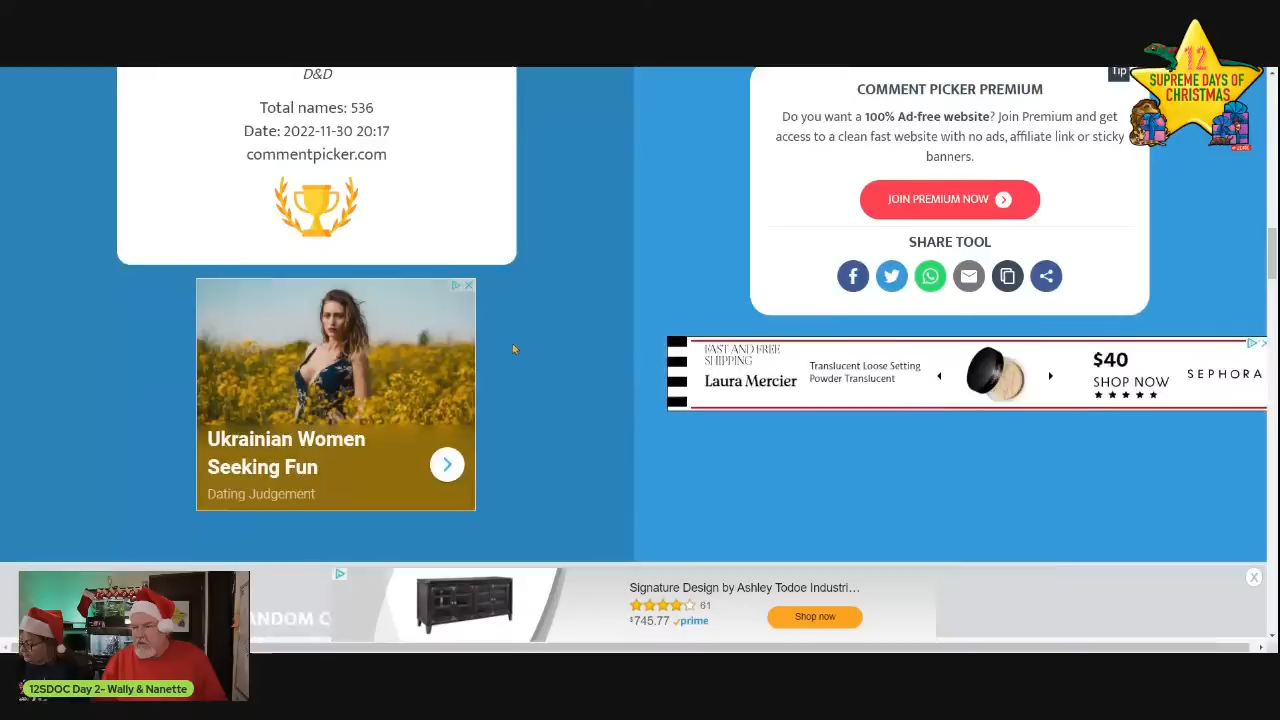 D&D
Total names: 536
Date: 2022-11-30 20:17
commentpicker.com
Ukrainian Women
Seeking Fun
Dating Judgement
Tip
COMMENT PICKER PREMIUM
Do you want a 100% Ad-free website? Join Premium and get
access to a clean fast website with no ads, affiliate link or sticky
banners.
JOIN PREMIUM NOW
SHARE TOOL
FAST AND FREE
SHIPPING
Laura Mercier
Translucent Loose Setting
Powder Translucent
$40
SHOP NOW
SEPHORA
12
SUPREME DAYS OF
CHRISTMAS
ANDOM C
Signature Design by Ashley Todoe Industri...
61
$745.77 prime
Shop now
X
12SDOC Day 2- Wally & Nanette